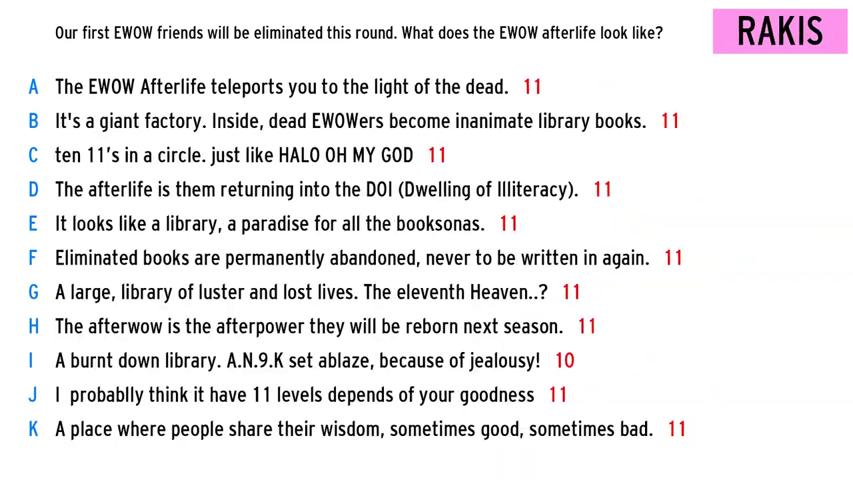 Our first EWOW friends will be eliminated this round. What does the EWOW afterlife look like?
RAKIS
A The EWOW Afterlife teleports you to the light of the dead. 11
B It's a giant factory. Inside, dead EWOWers become inanimate library books. 11
C ten 11's in a circle. just like HALO OH MY GOD 11
D The afterlife is them returning into the DOI (Dwelling of Illiteracy). 11
E It looks like a library, a paradise for all the booksonas. 11
F Eliminated books are permanently abandoned, never to be written in again. 11
G A large, library of luster and lost lives. The eleventh Heaven..? 11
H The afterwow is the afterpower they will be reborn next season. 11
I A burnt down library. A.N.9.K set ablaze, because of jealousy! 10
J I probablly think it have 11 levels depends of your goodness 11
K A place where people share their wisdom, sometimes good, sometimes bad. 11